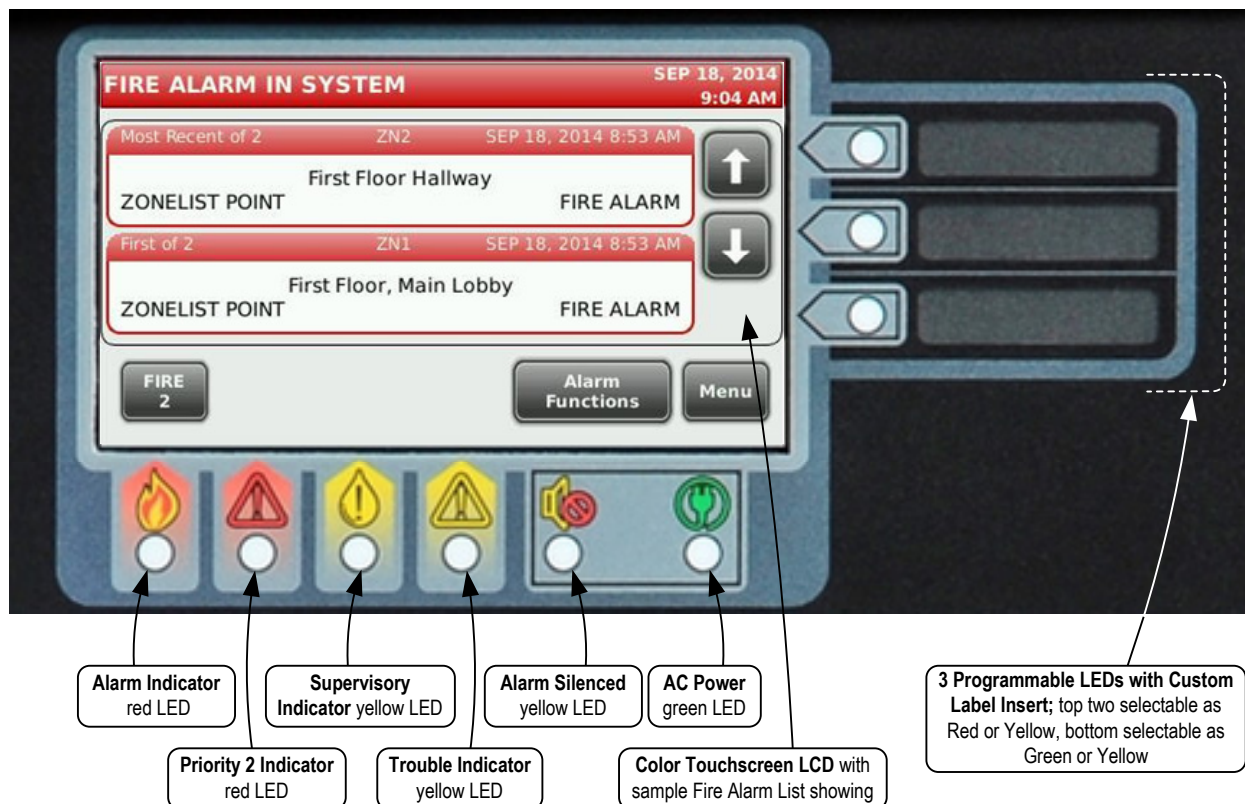 FIRE ALARM IN SYSTEM
SEP 18, 2014
9:04 AM
Most Recent of 2 ZN2 SEP 18, 2014 8:53 AM
First Floor Hallway
ZONELIST POINT FIRE ALARM
First of 2 ZN1 SEP 18, 2014 8:53 AM
First Floor, Main Lobby
ZONELIST POINT FIRE ALARM
FIRE
2
Alarm
Functions
Menu
Alarm Indicator
red LED
Supervisory
Indicator yellow LED
Alarm Silenced
yellow LED
AC Power
green LED
3 Programmable LEDs with Custom
Label Insert; top two selectable as
Red or Yellow, bottom selectable as
Green or Yellow
Priority 2 Indicator
red LED
Trouble Indicator
yellow LED
Color Touchscreen LCD with
sample Fire Alarm List showing